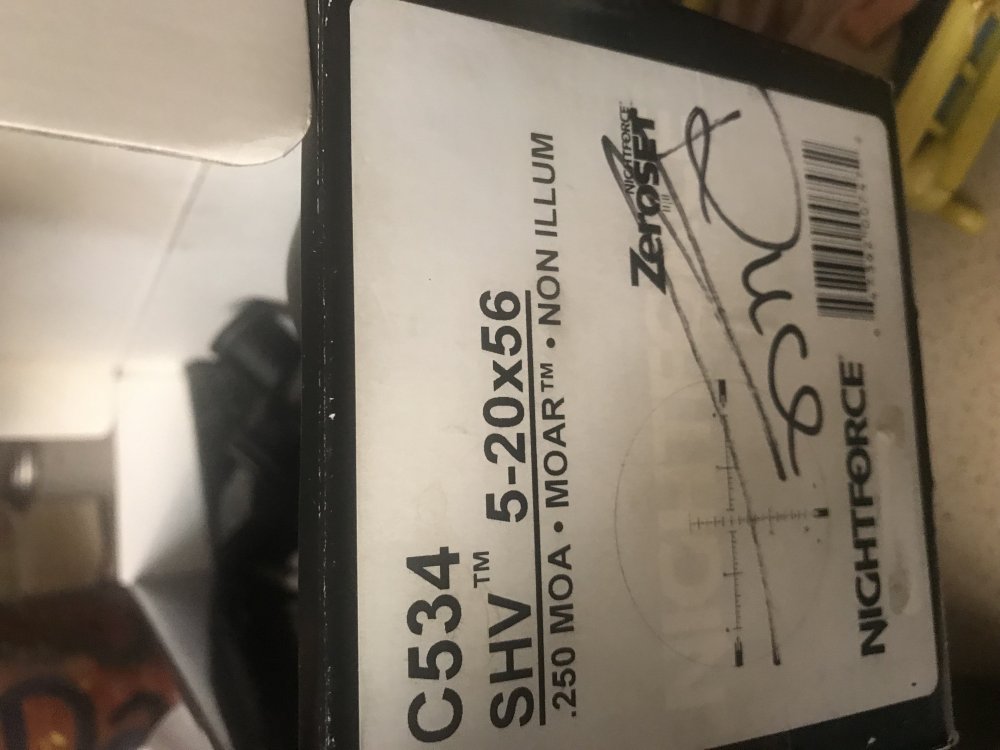 C534
SHV™ 5-20x56
.250 MOA • MOAR™ • NON ILLUM
NIGHTFORCE
ZeroSET
NIGHTFORCE